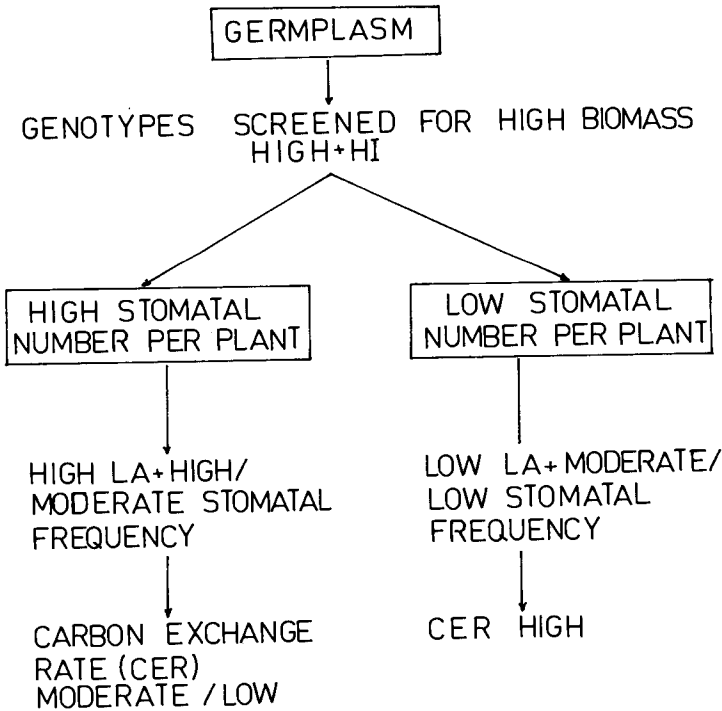 GERMPLASM
GENOTYPES SCREENED FOR HIGH BIOMASS
HIGH+HI
HIGH STOMATAL
NUMBER PER PLANT
HIGH LA+HIGH/
MODERATE STOMATAL
FREQUENCY
CARBON EXCHANGE
RATE (CER)
MODERATE / LOW
LOW STOMATAL
NUMBER PER PLANT
LOW LA+MODERATE/
LOW STOMATAL
FREQUENCY
CER HIGH